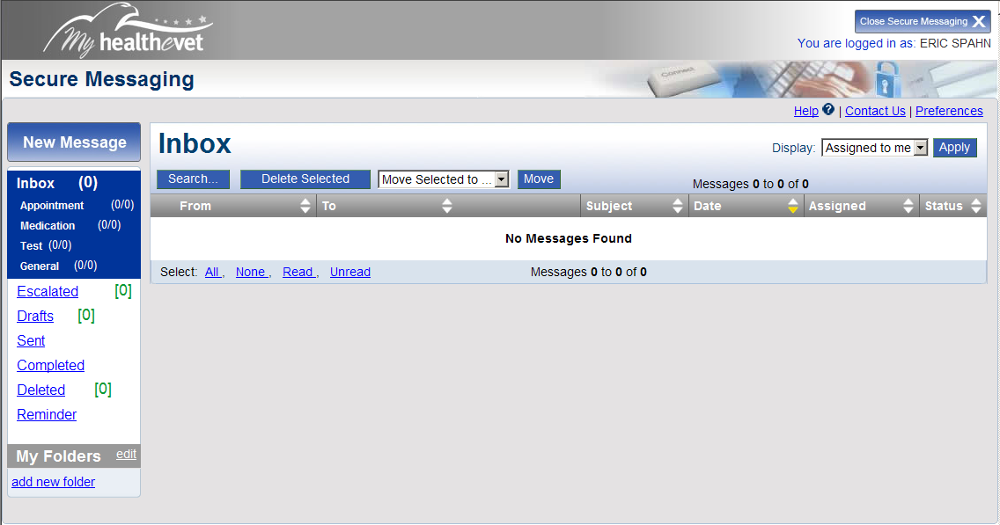 My healthevet
Close Secure Messaging X
You are logged in as: ERIC SPAHN
Secure Messaging
Connect
Help ? | Contact Us | Preferences
New Message
Inbox (0)
Appointment (0/0)
Medication (0/0)
Test (0/0)
General (0/0)
Escalated [0]
Drafts [0]
Sent
Completed
Deleted [0]
Reminder
My Folders edit
add new folder
Inbox
Display: Assigned to me Apply
Search... Delete Selected Move Selected to ... Move Messages 0 to 0 of 0
From To Subject Date Assigned Status
No Messages Found
Select: All , None , Read , Unread Messages 0 to 0 of 0